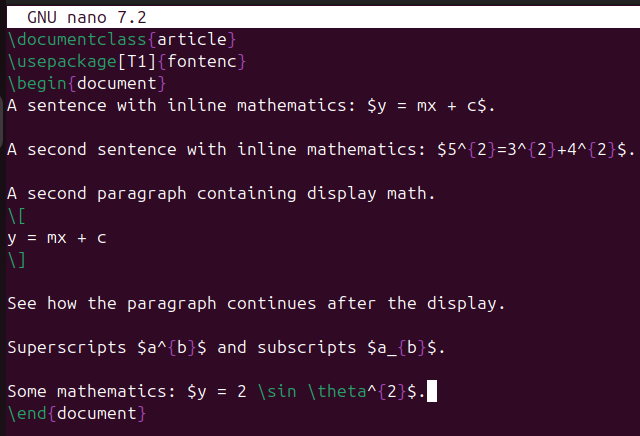 GNU nano 7.2
\documentclass{article}
\usepackage[T1]{fontenc}
\begin{document}
A sentence with inline mathematics: $y = mx + c$.
A second sentence with inline mathematics: $5^{2}=3^{2}+4^{2}$.
A second paragraph containing display math.
\[
y = mx + c
\]
See how the paragraph continues after the display.
Superscripts $a^{b}$ and subscripts $a_{b}$.
Some mathematics: $y = 2 \sin \theta^{2}$.
\end{document}